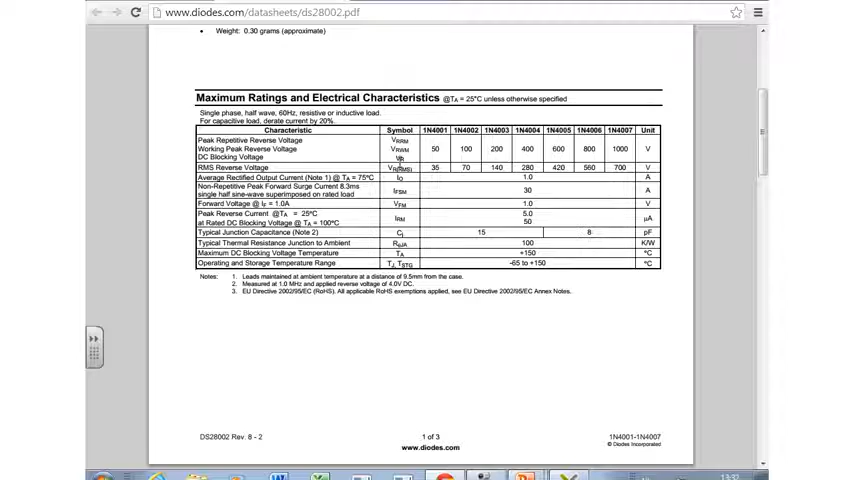 www.diodes.com/datasheets/ds28002.pdf
• Weight: 0.30 grams (approximate)
Maximum Ratings and Electrical Characteristics @TA = 25°C unless otherwise specified
Single phase, half wave, 60Hz, resistive or inductive load.
For capacitive load, derate current by 20%.
Characteristic Symbol 1N4001 1N4002 1N4003 1N4004 1N4005 1N4006 1N4007 Unit
Peak Repetitive Reverse Voltage VRRM
Working Peak Reverse Voltage VRWM 50 100 200 400 600 800 1000 V
DC Blocking Voltage VR
RMS Reverse Voltage VR(RMS) 35 70 140 280 420 560 700 V
Average Rectified Output Current (Note 1) @ TA = 75°C IO 1.0 A
Non-Repetitive Peak Forward Surge Current 8.3ms
single half sine-wave superimposed on rated load IFSM 30 A
Forward Voltage @ IF = 1.0A VFM 1.0 V
Peak Reverse Current @TA = 25°C 5.0
at Rated DC Blocking Voltage @ TA = 100°C IRM 50 µA
Typical Junction Capacitance (Note 2) Cj 15 8 pF
Typical Thermal Resistance Junction to Ambient RθJA 100 K/W
Maximum DC Blocking Voltage Temperature TA +150 °C
Operating and Storage Temperature Range TJ, TSTG -65 to +150 °C
Notes: 1. Leads maintained at ambient temperature at a distance of 9.5mm from the case.
2. Measured at 1.0 MHz and applied reverse voltage of 4.0V DC.
3. EU Directive 2002/95/EC (RoHS). All applicable RoHS exemptions applied, see EU Directive 2002/95/EC Annex Notes.
DS28002 Rev. 8 - 2 1 of 3 1N4001-1N4007
www.diodes.com © Diodes Incorporated
13:32